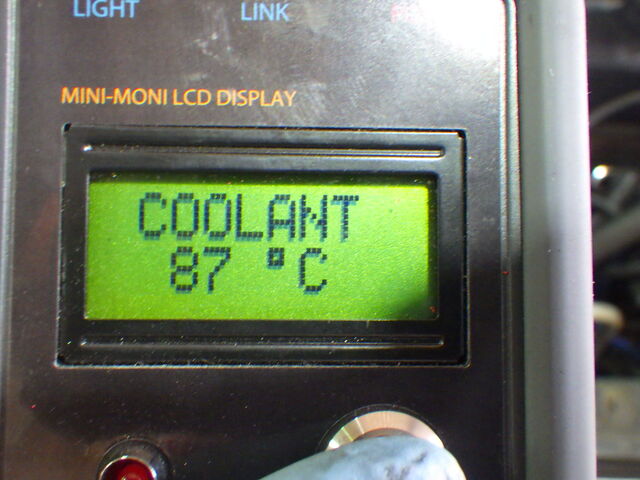 LIGHT
LINK
MINI-MONI LCD DISPLAY
COOLANT
87 °C